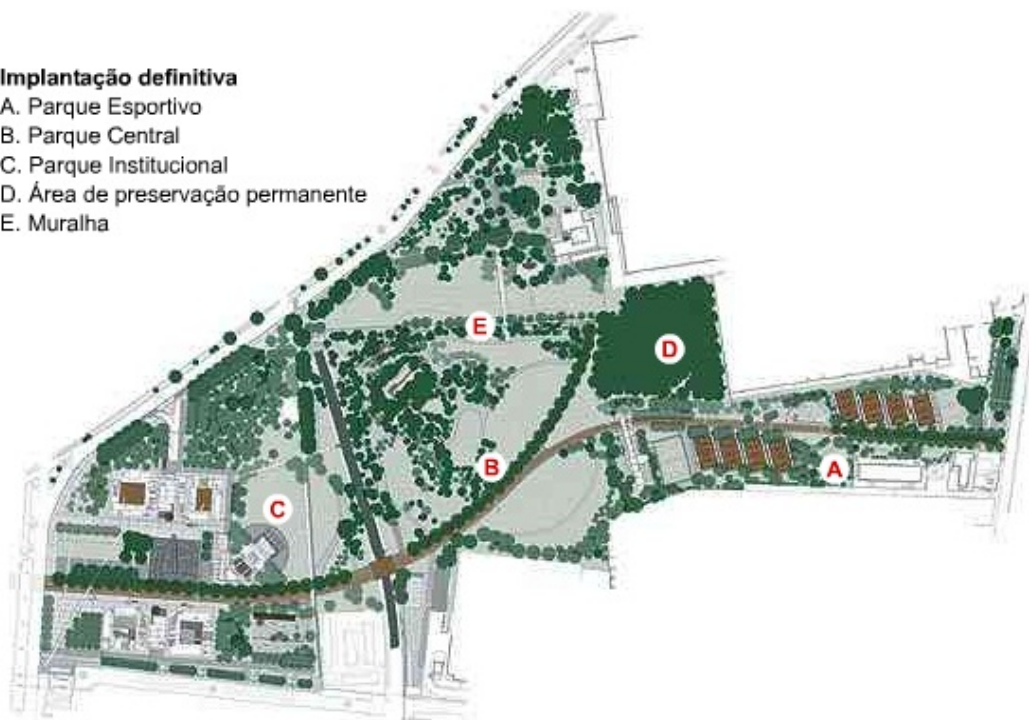 Implantação definitiva
A. Parque Esportivo
B. Parque Central
C. Parque Institucional
D. Área de preservação permanente
E. Muralha
E
D
B
A
C